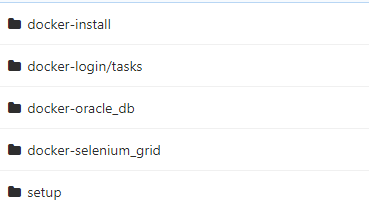 docker-install
docker-login/tasks
docker-oracle_db
docker-selenium_grid
setup